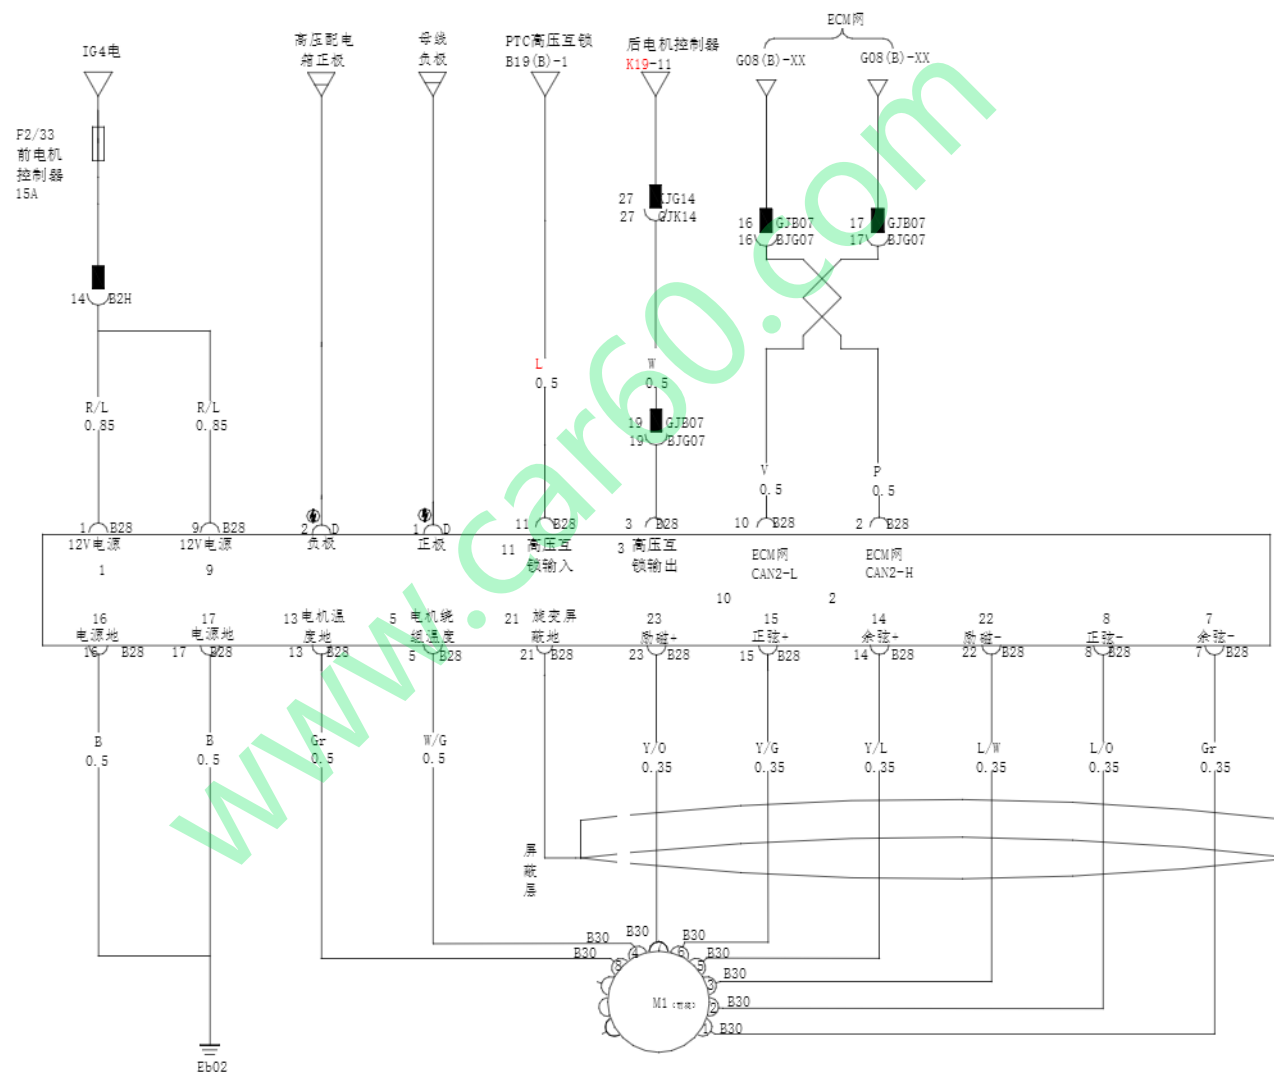 ECM网
IG4电
高压配电
箱正极
母线
负极
PTC高压互锁
B19(B)-1
后电机控制器
K19-11
G08(B)-XX
G08(B)-XX
F2/33
前电机
控制器
15A
27
KJG14
27
GJK14
16
GJB07
16
BJG07
17
GJB07
17
BJG07
14
B2H
L
0.5
W
0.5
R/L
0.85
R/L
0.85
19
GJB07
19
BJG07
V
0.5
P
0.5
1
B28
9
B28
2
D
1
D
11
B28
3
B28
10
B28
2
B28
12V电源
1
12V电源
9
负极
正极
11
高压互
锁输入
3
高压互
锁输出
ECM网
CAN2-L
10
ECM网
CAN2-H
2
16
电源地
17
电源地
13
电机温
度地
5
电机绕
组温度
21
旋变屏
蔽地
23
励磁+
15
正弦+
14
余弦+
22
励磁-
8
正弦-
7
余弦-
16
B28
17
B28
13
B28
5
B28
21
B28
23
B28
15
B28
14
B28
22
B28
8
B28
7
B28
B
0.5
B
0.5
Gr
0.5
W/G
0.5
Y/O
0.35
Y/G
0.35
Y/L
0.35
L/W
0.35
L/O
0.35
Gr
0.35
屏
蔽
层
B30
B30
B30
B30
B30
B30
B30
B30
4
6
5
3
2
1
M1
Eb02
www.car60.com